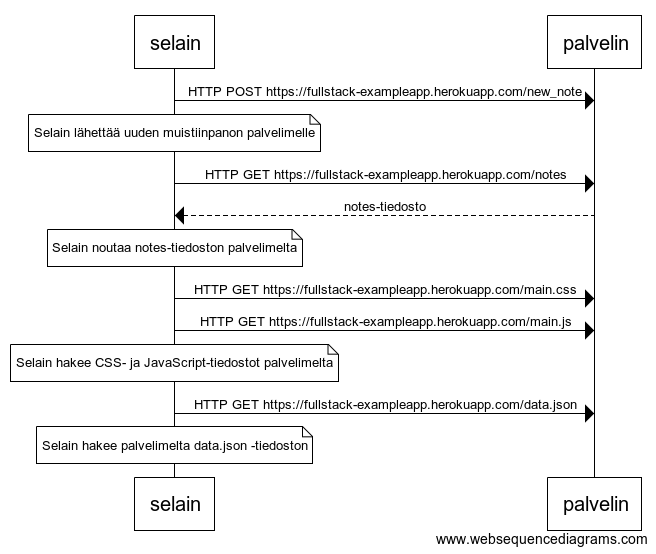 selain
palvelin
HTTP POST https://fullstack-exampleapp.herokuapp.com/new_note
Selain lähettää uuden muistiinpanon palvelimelle
HTTP GET https://fullstack-exampleapp.herokuapp.com/notes
notes-tiedosto
Selain noutaa notes-tiedoston palvelimelta
HTTP GET https://fullstack-exampleapp.herokuapp.com/main.css
HTTP GET https://fullstack-exampleapp.herokuapp.com/main.js
Selain hakee CSS- ja JavaScript-tiedostot palvelimelta
HTTP GET https://fullstack-exampleapp.herokuapp.com/data.json
Selain hakee palvelimelta data.json -tiedoston
selain
palvelin
www.websequencediagrams.com